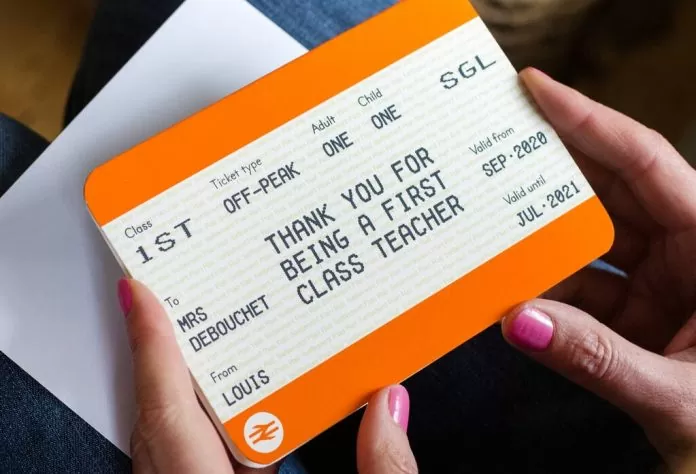 Class
1ST
Ticket type
OFF-PEAK
Adult
ONE
Child
ONE
SGL
THANK YOU FOR
BEING A FIRST
CLASS TEACHER
Valid from
SEP·2020
Valid until
JUL·2021
To
MRS
DEBOUCHET
From
LOUIS